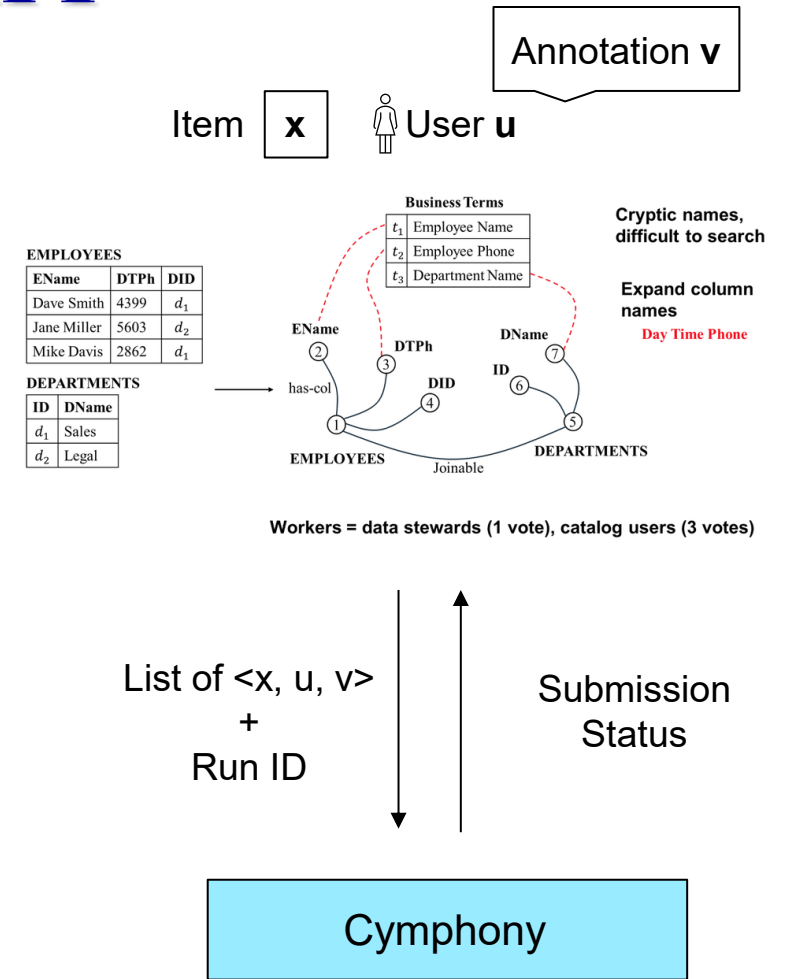 Annotation v
Item x User u
Business Terms
t1 Employee Name
t2 Employee Phone
t3 Department Name
Cryptic names,
difficult to search
Expand column
names
Day Time Phone
EMPLOYEES
EName DTPh DID
Dave Smith 4399 d1
Jane Miller 5603 d2
Mike Davis 2862 d1
DEPARTMENTS
ID DName
d1 Sales
d2 Legal
has-col
EName
2
DTPh
3
DID
4
1
EMPLOYEES
Joinable
DName
7
ID
6
5
DEPARTMENTS
Workers = data stewards (1 vote), catalog users (3 votes)
List of <x, u, v>
+
Run ID
Submission
Status
Cymphony